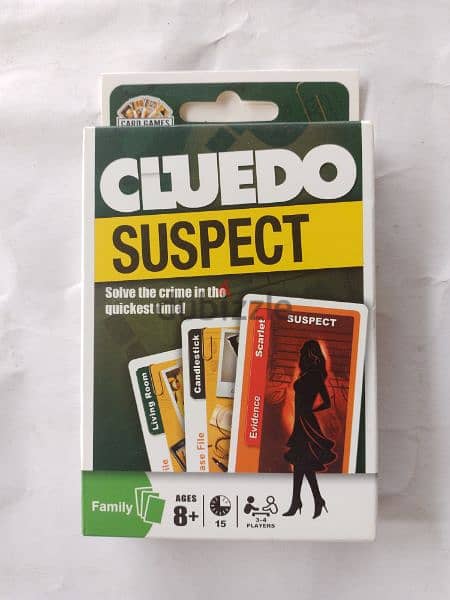 CARD GAMES
CLUEDO
SUSPECT
Solve the crime in the
quickest time!
dubizzle
Living Room
Candlestick
ase File
SUSPECT
Scarlet
Evidence
Family
AGES
8+
15
3-4
PLAYERS